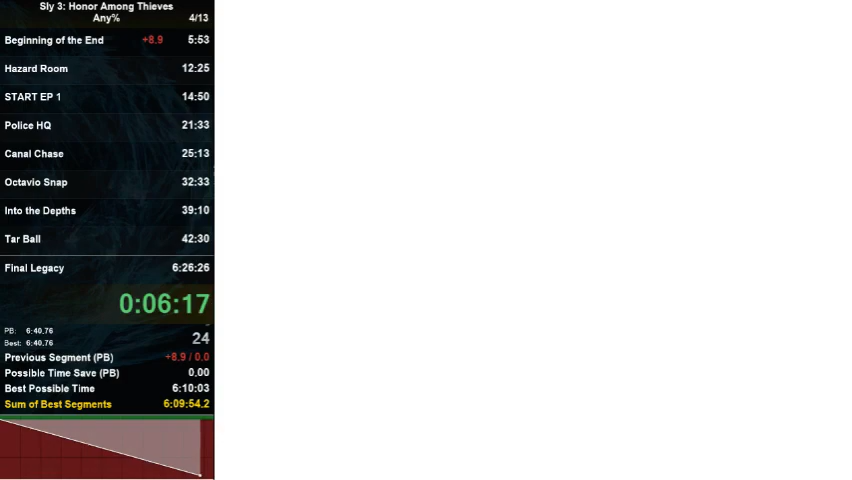 Sly 3: Honor Among Thieves
Any% 4/13
Beginning of the End +8.9 5:53
Hazard Room 12:25
START EP 1 14:50
Police HQ 21:33
Canal Chase 25:13
Octavio Snap 32:33
Into the Depths 39:10
Tar Ball 42:30
Final Legacy 6:26:26
0:06:17
PB: 6:40.76
Best: 6:40.76
24
Previous Segment (PB) +8.9 / 0.0
Possible Time Save (PB) 0.00
Best Possible Time 6:10:03
Sum of Best Segments 6:09:54.2